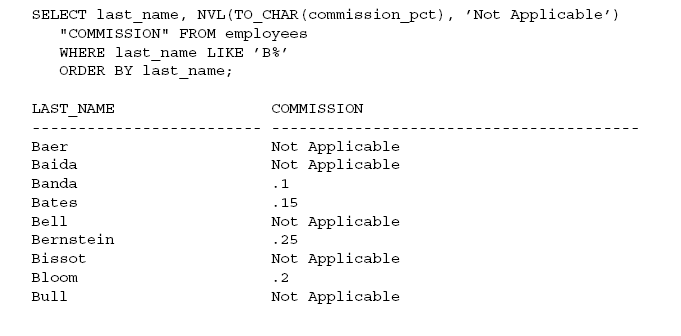 SELECT last_name, NVL(TO_CHAR(commission_pct), ’Not Applicable’)
"COMMISSION" FROM employees
WHERE last_name LIKE ’B%’
ORDER BY last_name;
LAST_NAME COMMISSION
------------------------- ----------------------------------------
Baer Not Applicable
Baida Not Applicable
Banda .1
Bates .15
Bell Not Applicable
Bernstein .25
Bissot Not Applicable
Bloom .2
Bull Not Applicable